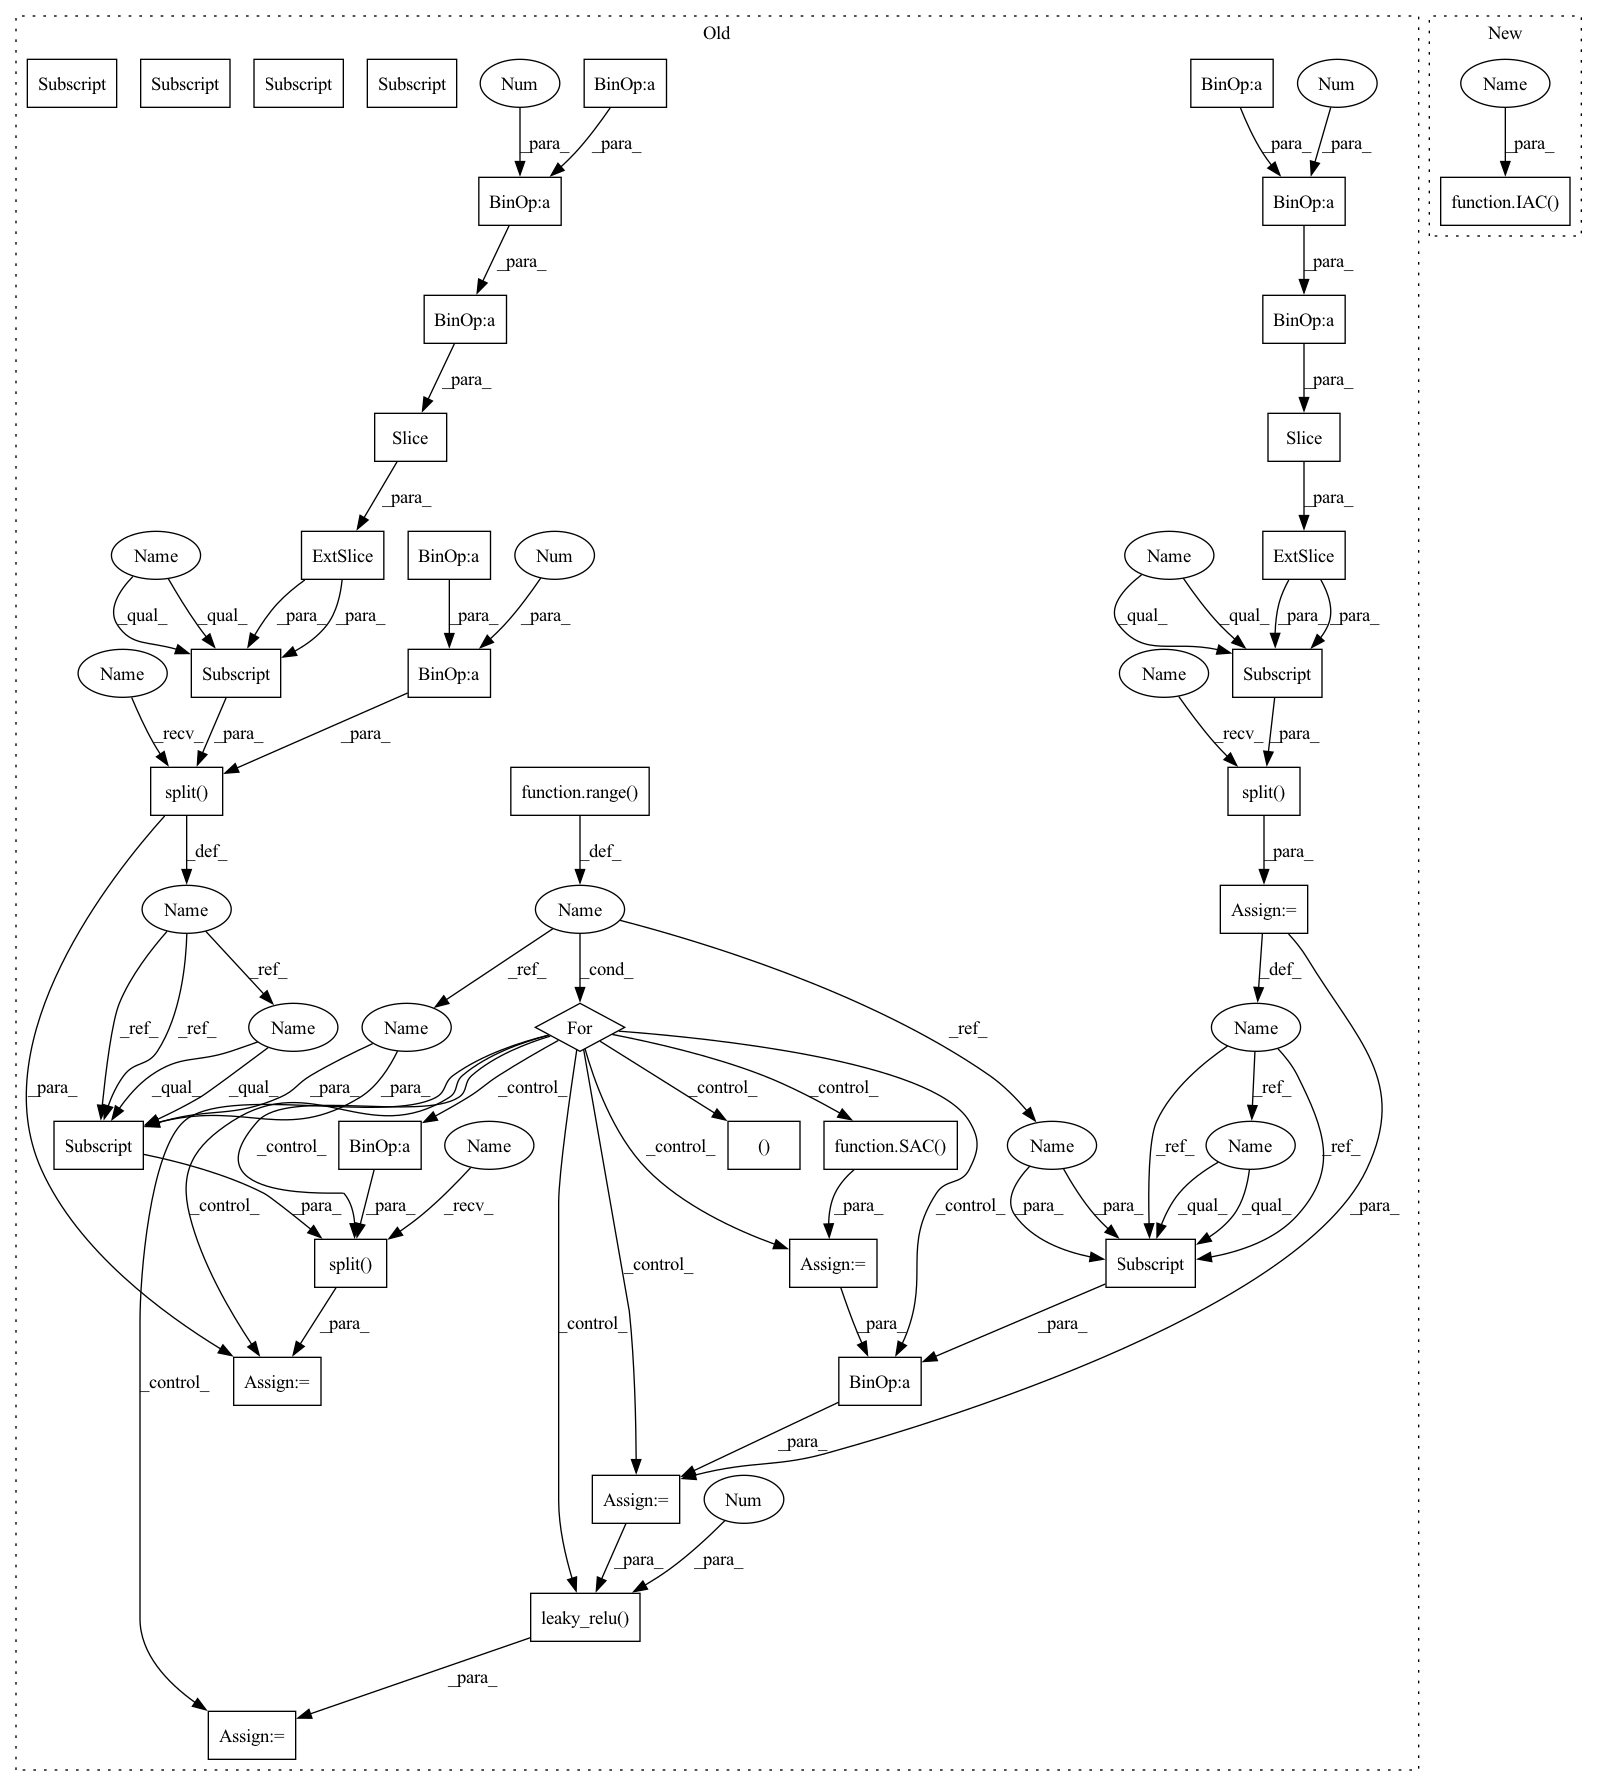 Old
New
Subscript
Subscript
Subscript
Subscript
Num
BinOp:a
BinOp:a
Num
Name
_para_
_para_
_para_
_para_
_para_
BinOp:a
BinOp:a
function.IAC()
_para_
_para_
BinOp:a
BinOp:a
_para_
_para_
Slice
Slice
_para_
_para_
Name
ExtSlice
BinOp:a
Num
Name
ExtSlice
_qual_
_qual_
_para_
_para_
_para_
_para_
_qual_
_qual_
_para_
_para_
Name
Subscript
BinOp:a
Name
Subscript
_recv_
_para_
_para_
_recv_
_para_
split()
function.range()
split()
_def_
_def_
_para_
Name
Name
Assign:=
_ref_
_ref_
_cond_
_def_
_ref_
_ref_
_ref_
Name
Name
For
Name
_para_
_qual_
_qual_
_para_
_para_
_control_
_control_
_control_
_ref_
Subscript
BinOp:a
Name
()
function.SAC()
Name
Name
_control_
_control_
_ref_
_ref_
_control_
_para_
_para_
_recv_
_para_
_control_
_para_
_para_
_qual_
_qual_
_para_
split()
Assign:=
Subscript
_control_
_control_
_para_
_para_
_para_
Assign:=
BinOp:a
_control_
_para_
Assign:=
Num
_para_
_para_
leaky_relu()
_para_
Assign:=